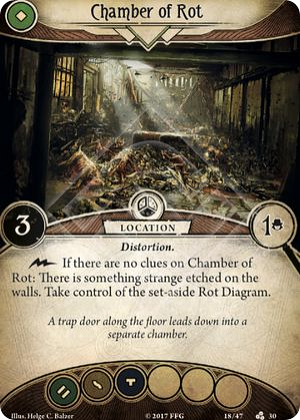 Chamber of Rot
3
LOCATION
1
Distortion.
If there are no clues on Chamber of
Rot: There is something strange etched on the
walls. Take control of the set-aside Rot Diagram.
A trap door along the floor leads down into a
separate chamber.
Illus. Helge C. Balzer
© 2017 FFG
18/47
30